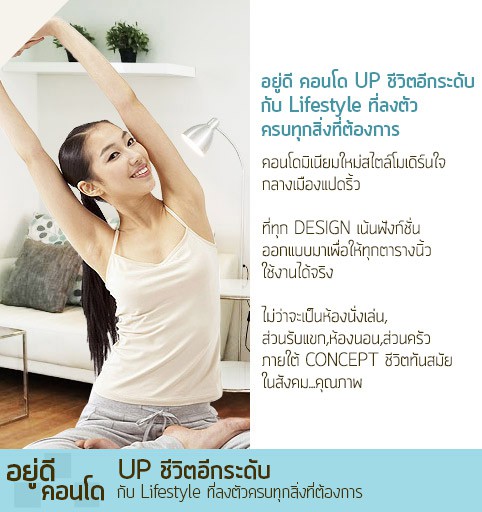 อยู่ดี คอนโด UP ชีวิตอีกระดับ
กับ Lifestyle ที่ลงตัว
ครบทุกสิ่งที่ต้องการ
คอนโดมิเนียมใหม่สไตล์โมเดิร์นใจ
กลางเมืองแปดริ้ว
ที่ทุก DESIGN เน้นฟังก์ชั่น
ออกแบบมาเพื่อให้ทุกตารางนิ้ว
ใช้งานได้จริง
ไม่ว่าจะเป็นห้องนั่งเล่น,
ส่วนรับแขก,ห้องนอน,ส่วนครัว
ภายใต้ CONCEPT ชีวิตทันสมัย
ในสังคม...คุณภาพ
อยู่ดี
คอนโด
UP ชีวิตอีกระดับ
กับ Lifestyle ที่ลงตัวครบทุกสิ่งที่ต้องการ